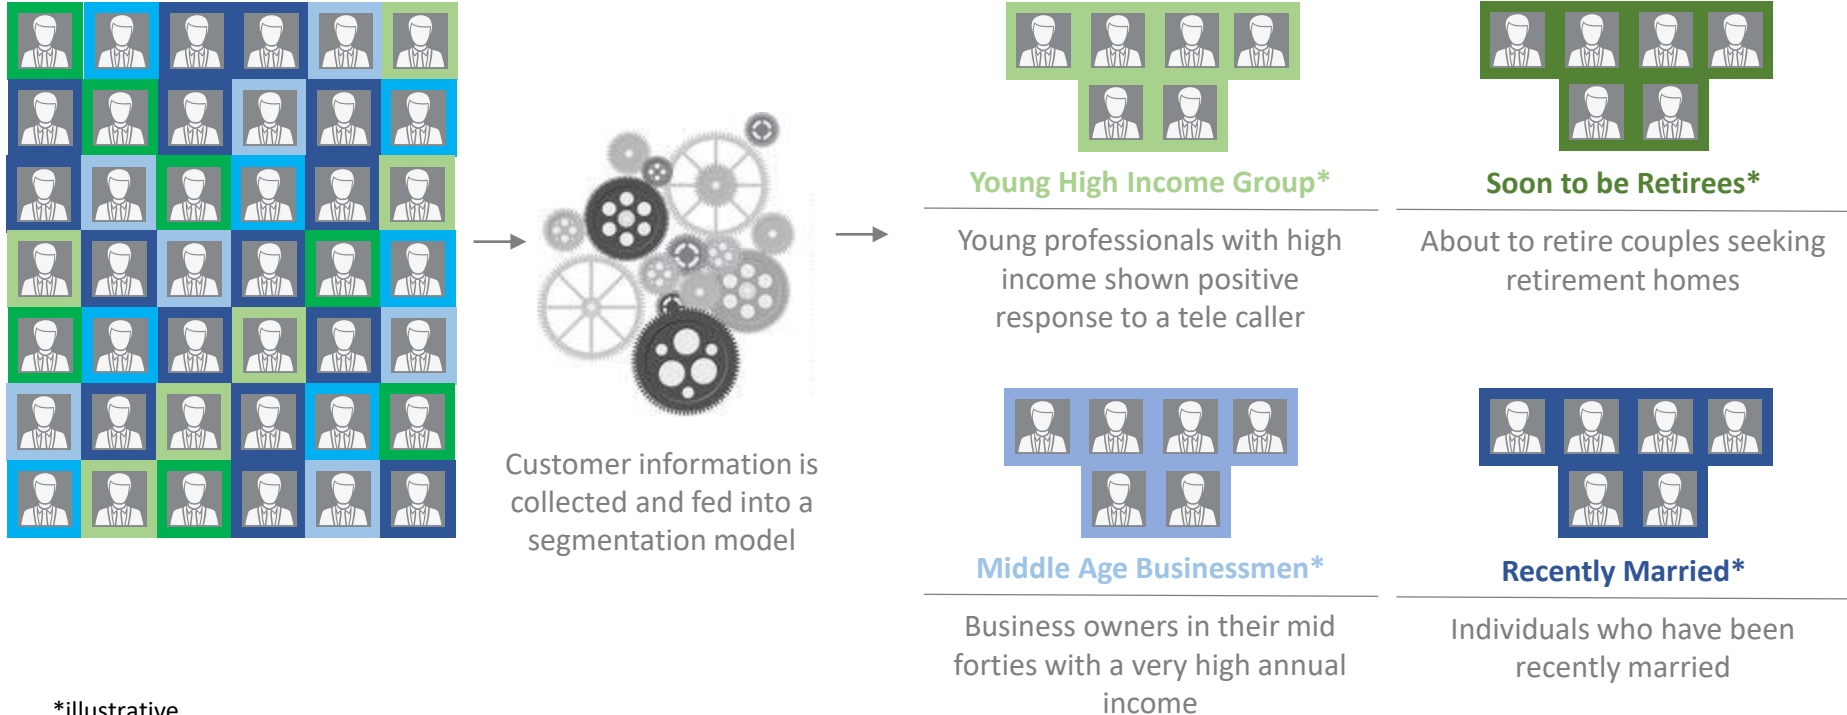 Young High Income Group*
Young professionals with high
income shown positive
response to a tele caller
Soon to be Retirees*
About to retire couples seeking
retirement homes
Customer information is
collected and fed into a
segmentation model
Middle Age Businessmen*
Business owners in their mid
forties with a very high annual
income
Recently Married*
Individuals who have been
recently married
*illustrative